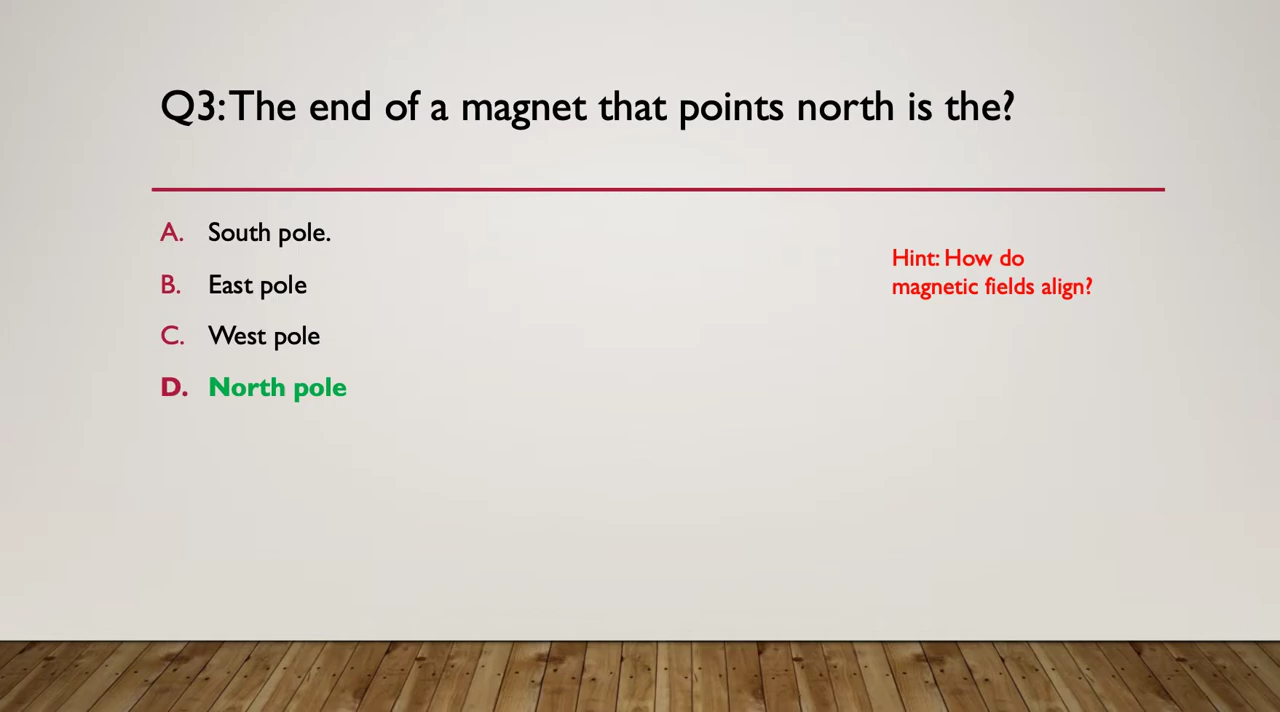 Q3: The end of a magnet that points north is the?
A. South pole.
B. East pole
C. West pole
D. North pole
Hint: How do
magnetic fields align?